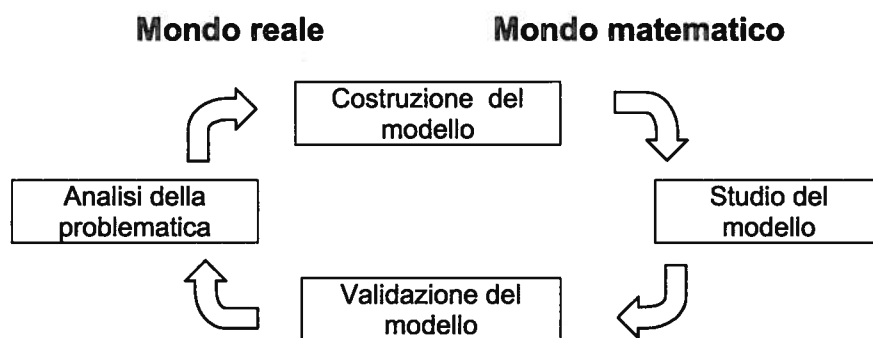 Mondo reale
Mondo matematico
Costruzione del
modello
Analisi della
problematica
Studio del
modello
Validazione del
modello